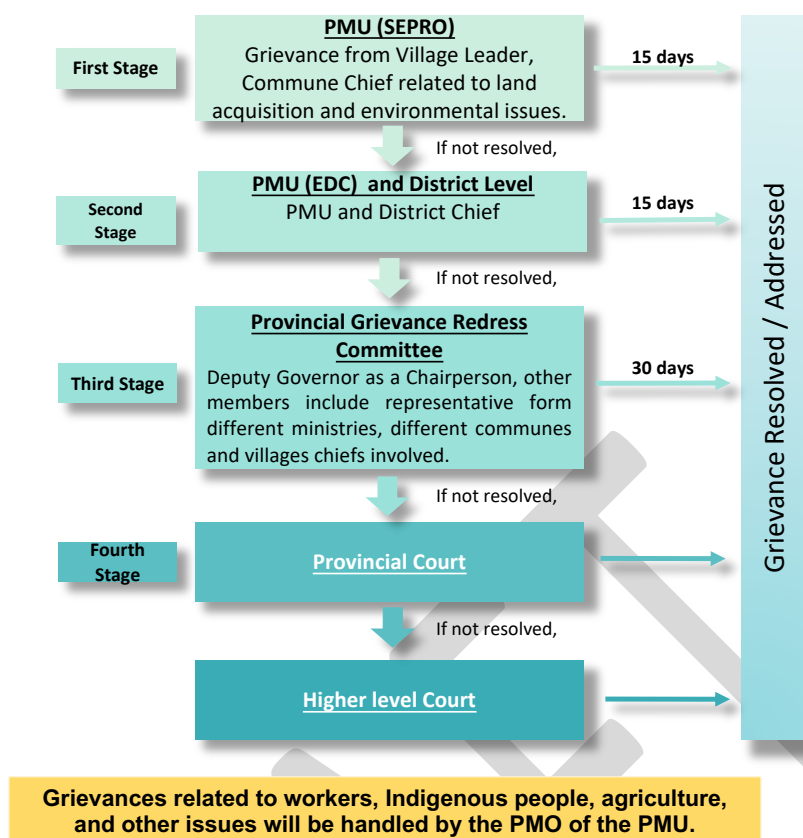 PMU (SEPRO)
First Stage
Grievance from Village Leader,
Commune Chief related to land
acquisition and environmental issues.
15 days
If not resolved,
PMU (EDC) and District Level
Second
Stage
PMU and District Chief
15 days
If not resolved,
Provincial Grievance Redress
Committee
Third Stage
Deputy Governor as a Chairperson, other
members include representative form
different ministries, different communes
and villages chiefs involved.
30 days
If not resolved,
Fourth
Stage
Provincial Court
If not resolved,
Higher level Court
Grievance Resolved / Addressed
Grievances related to workers, Indigenous people, agriculture,
and other issues will be handled by the PMO of the PMU.